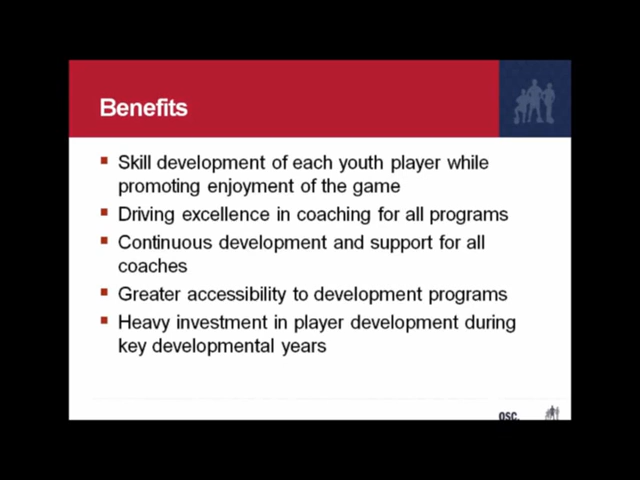 Benefits
Skill development of each youth player while
promoting enjoyment of the game
Driving excellence in coaching for all programs
Continuous development and support for all
coaches
Greater accessibility to development programs
Heavy investment in player development during
key developmental years
OSC.